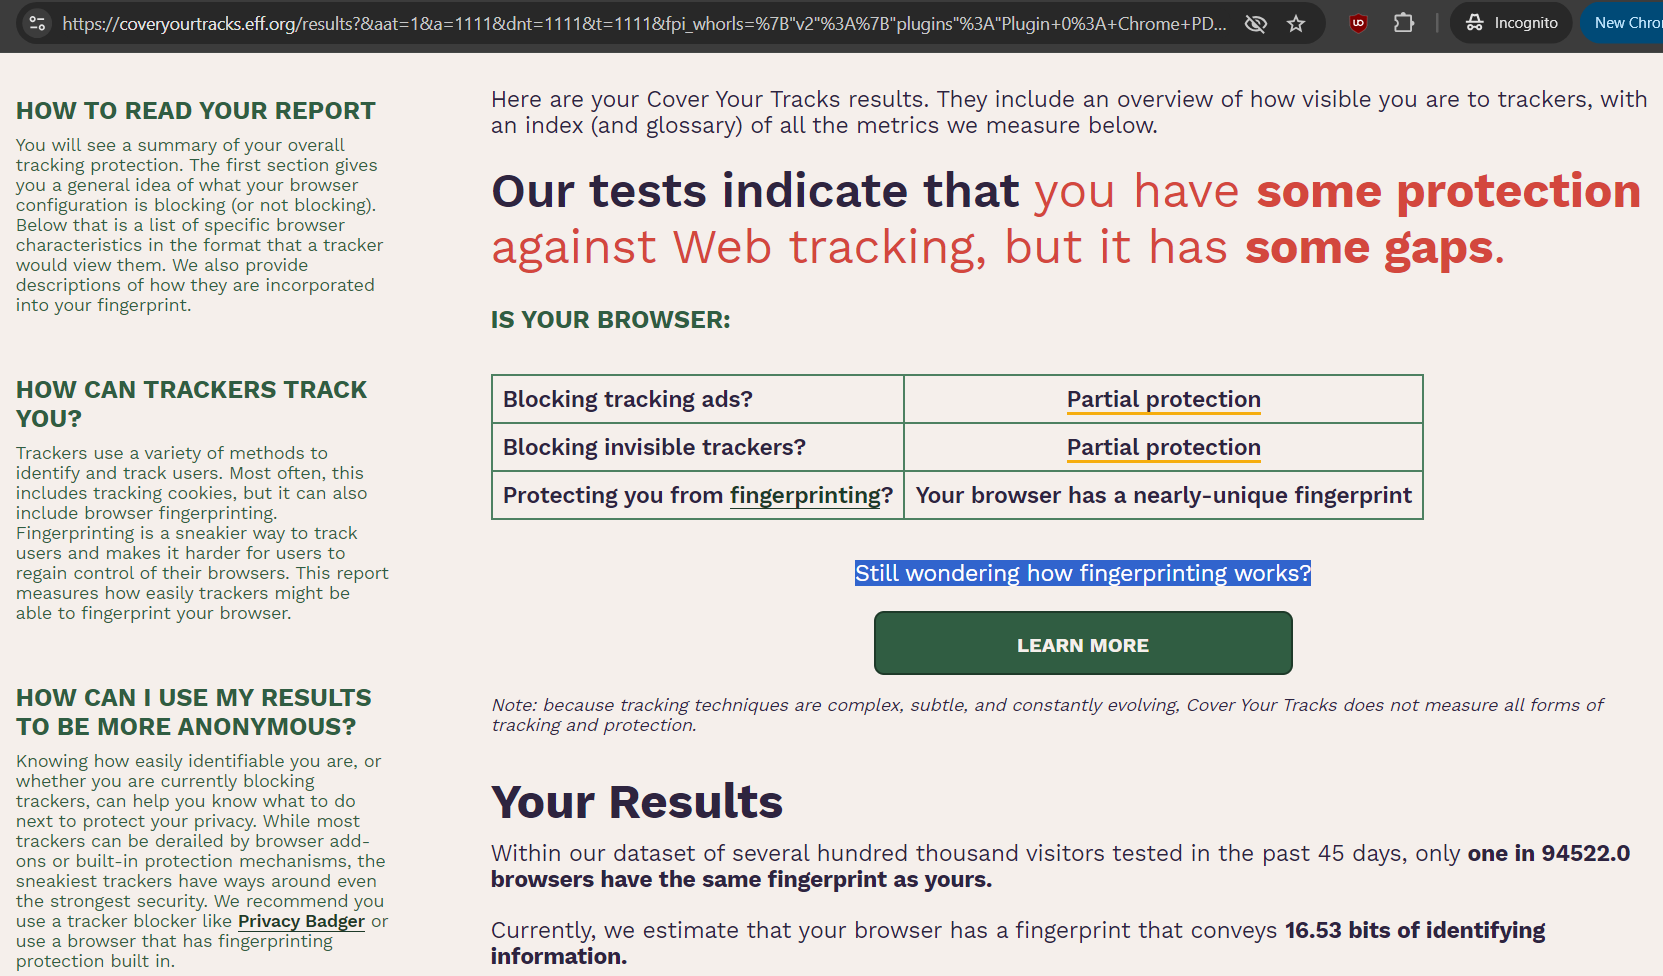 https://coveryourtracks.eff.org/results?&aat=1&a=1111&dnt=1111&t=1111&fpi_whorls=%7B"v2"%3A%7B"plugins"%3A"Plugin+0%3A+Chrome+PD...
Incognito
New Chro
HOW TO READ YOUR REPORT
You will see a summary of your overall
tracking protection. The first section gives
you a general idea of what your browser
configuration is blocking (or not blocking).
Below that is a list of specific browser
characteristics in the format that a tracker
would view them. We also provide
descriptions of how they are incorporated
into your fingerprint.
HOW CAN TRACKERS TRACK
YOU?
Trackers use a variety of methods to
identify and track users. Most often, this
includes tracking cookies, but it can also
include browser fingerprinting.
Fingerprinting is a sneakier way to track
users and makes it harder for users to
regain control of their browsers. This report
measures how easily trackers might be
able to fingerprint your browser.
HOW CAN I USE MY RESULTS
TO BE MORE ANONYMOUS?
Knowing how easily identifiable you are, or
whether you are currently blocking
trackers, can help you know what to do
next to protect your privacy. While most
trackers can be derailed by browser add-
ons or built-in protection mechanisms, the
sneakiest trackers have ways around even
the strongest security. We recommend you
use a tracker blocker like Privacy Badger or
use a browser that has fingerprinting
protection built in.
Here are your Cover Your Tracks results. They include an overview of how visible you are to trackers, with
an index (and glossary) of all the metrics we measure below.
Our tests indicate that you have some protection
against Web tracking, but it has some gaps.
IS YOUR BROWSER:
Blocking tracking ads? Partial protection
Blocking invisible trackers? Partial protection
Protecting you from fingerprinting? Your browser has a nearly-unique fingerprint
Still wondering how fingerprinting works?
LEARN MORE
Note: because tracking techniques are complex, subtle, and constantly evolving, Cover Your Tracks does not measure all forms of
tracking and protection.
Your Results
Within our dataset of several hundred thousand visitors tested in the past 45 days, only one in 94522.0
browsers have the same fingerprint as yours.
Currently, we estimate that your browser has a fingerprint that conveys 16.53 bits of identifying
information.